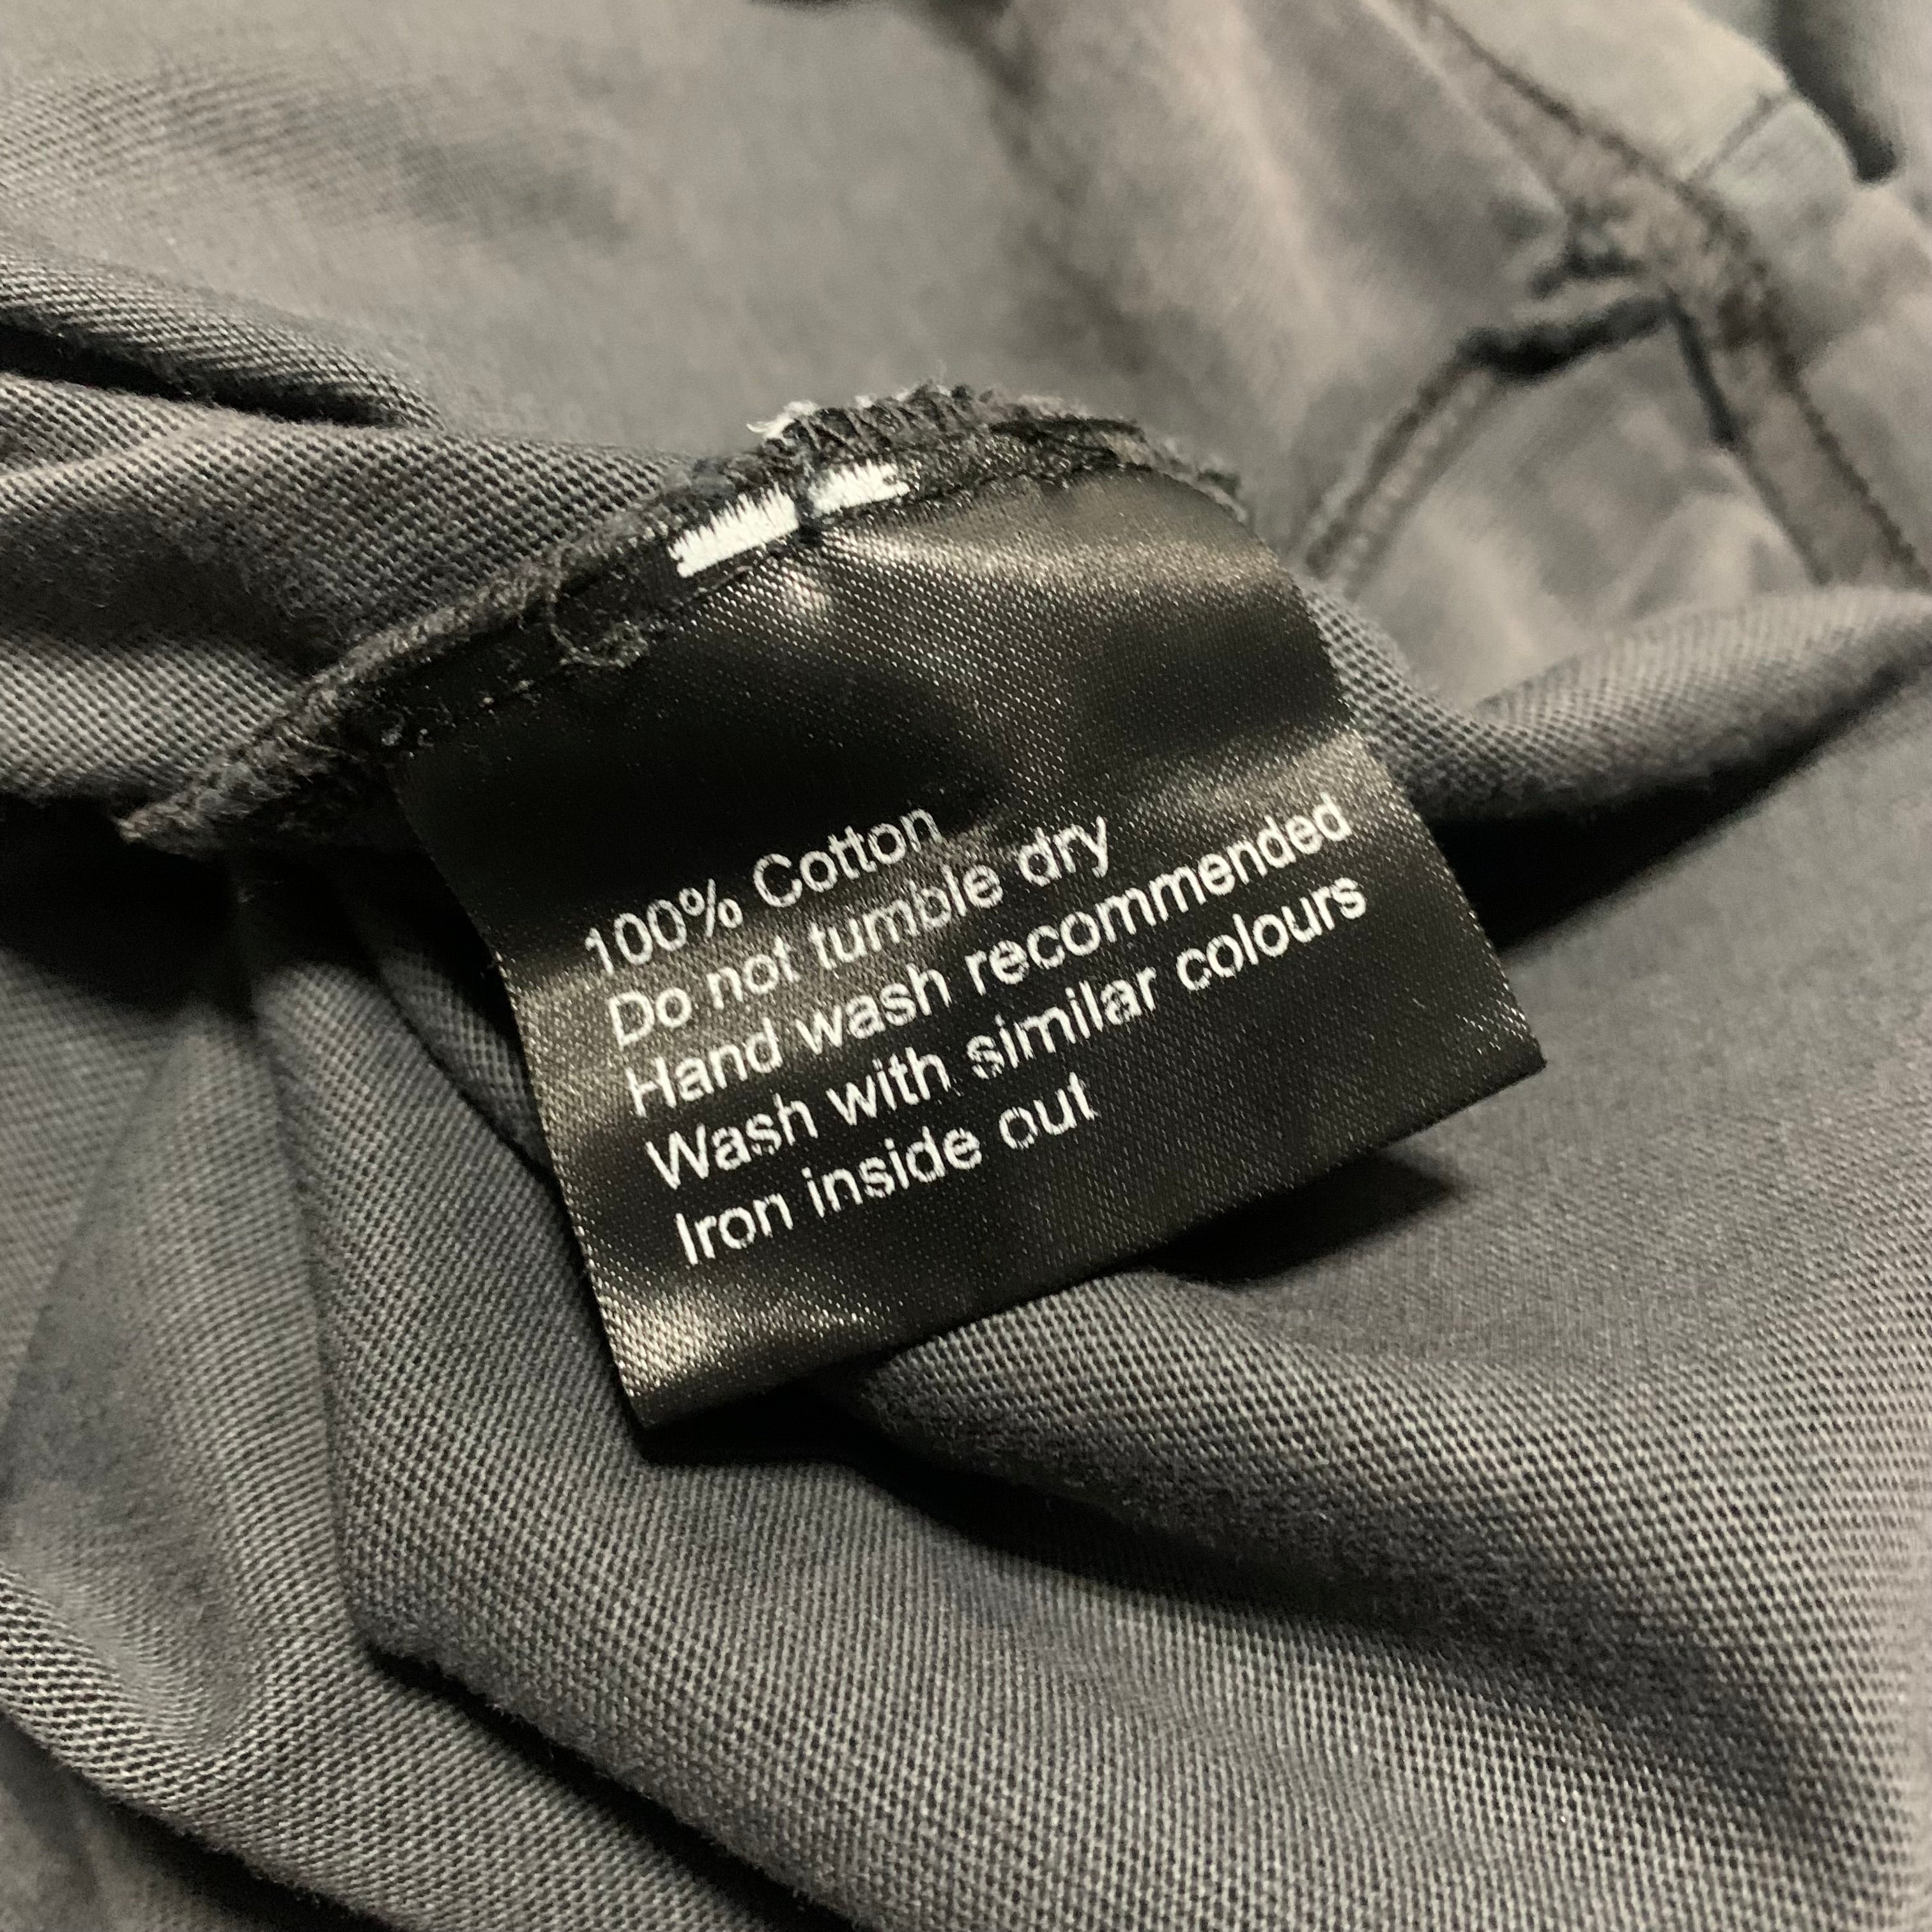 100% Cotton
Do not tumble dry
Hand wash recommended
Wash with similar colours
Iron inside out